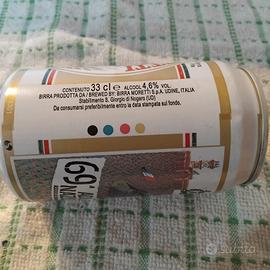 CONTENUTO 33 cl e ALCOOL 4,6% VOL.
BIRRA PRODOTTA DA / BREWED BY: BIRRA MORETTI S.p.A. UDINE, ITALIA
Stabilimento S. Giorgio di Nogaro (UD)
Da consumarsi preferibilmente entro la data stampata sul fondo.
69.
subito